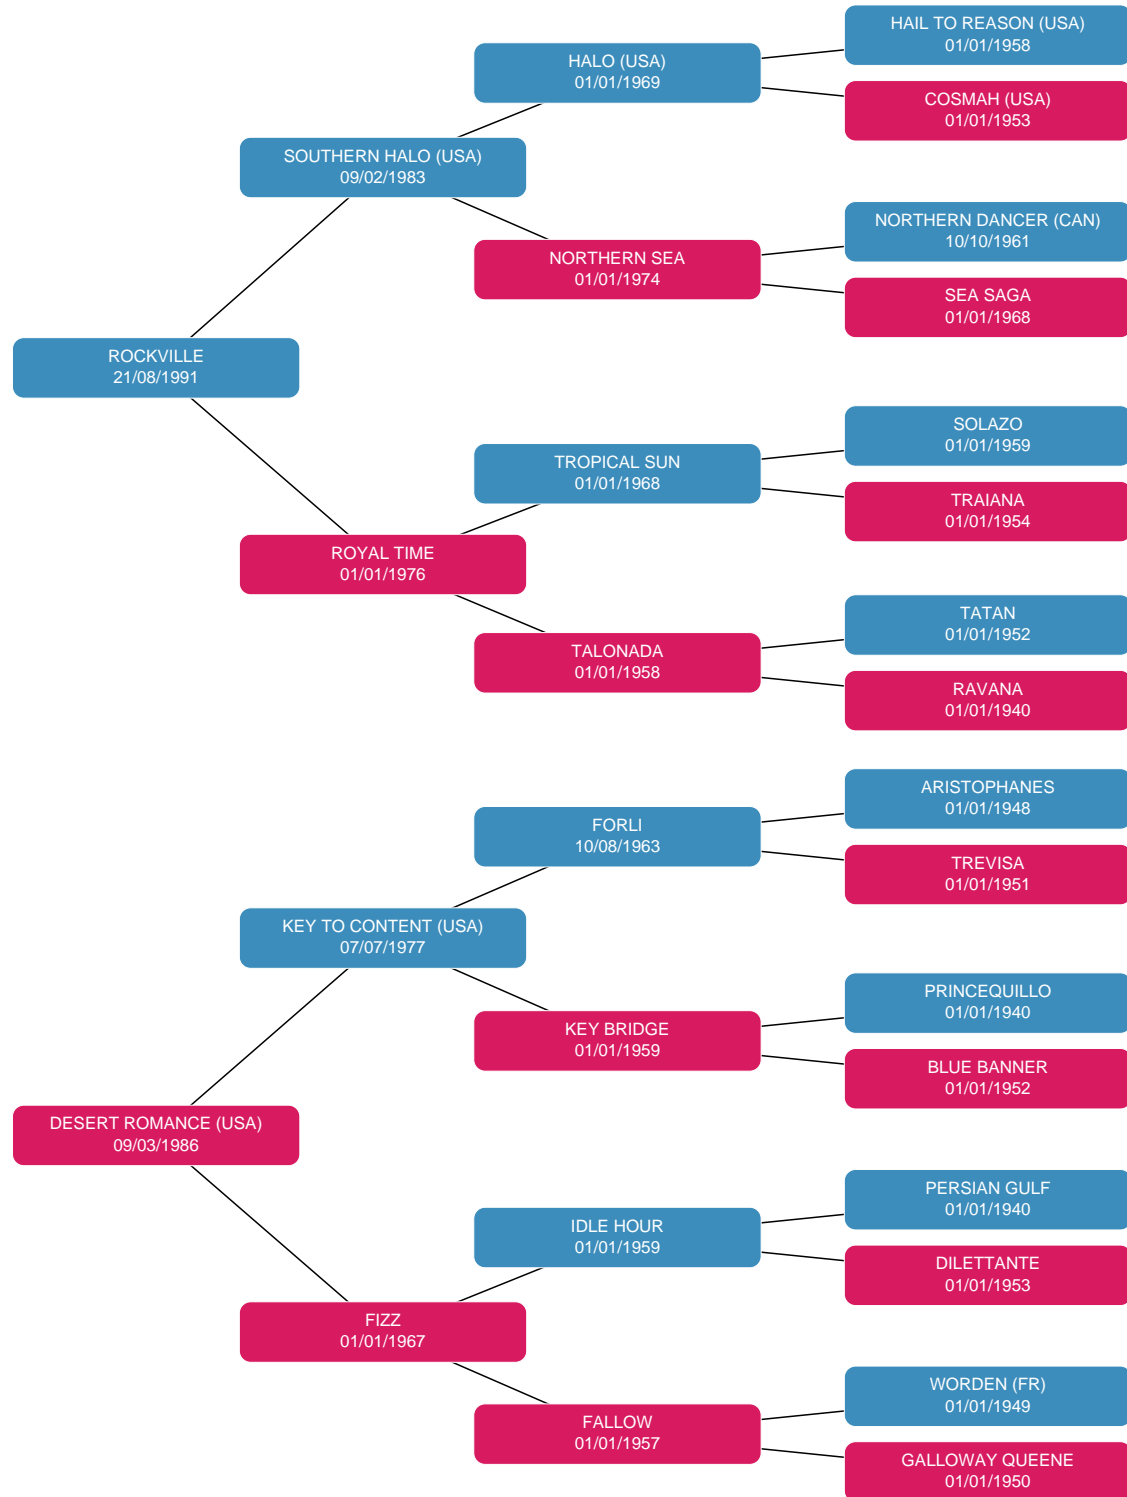 HAIL TO REASON (USA)
01/01/1958
HALO (USA)
01/01/1969
COSMAH (USA)
01/01/1953
SOUTHERN HALO (USA)
09/02/1983
NORTHERN DANCER (CAN)
10/10/1961
NORTHERN SEA
01/01/1974
SEA SAGA
01/01/1968
ROCKVILLE
21/08/1991
SOLAZO
01/01/1959
TROPICAL SUN
01/01/1968
TRAIANA
01/01/1954
ROYAL TIME
01/01/1976
TATAN
01/01/1952
TALONADA
01/01/1958
RAVANA
01/01/1940
ARISTOPHANES
01/01/1948
FORLI
10/08/1963
TREVISA
01/01/1951
KEY TO CONTENT (USA)
07/07/1977
PRINCEQUILLO
01/01/1940
KEY BRIDGE
01/01/1959
BLUE BANNER
01/01/1952
DESERT ROMANCE (USA)
09/03/1986
PERSIAN GULF
01/01/1940
IDLE HOUR
01/01/1959
DILETTANTE
01/01/1953
FIZZ
01/01/1967
WORDEN (FR)
01/01/1949
FALLOW
01/01/1957
GALLOWAY QUEENE
01/01/1950